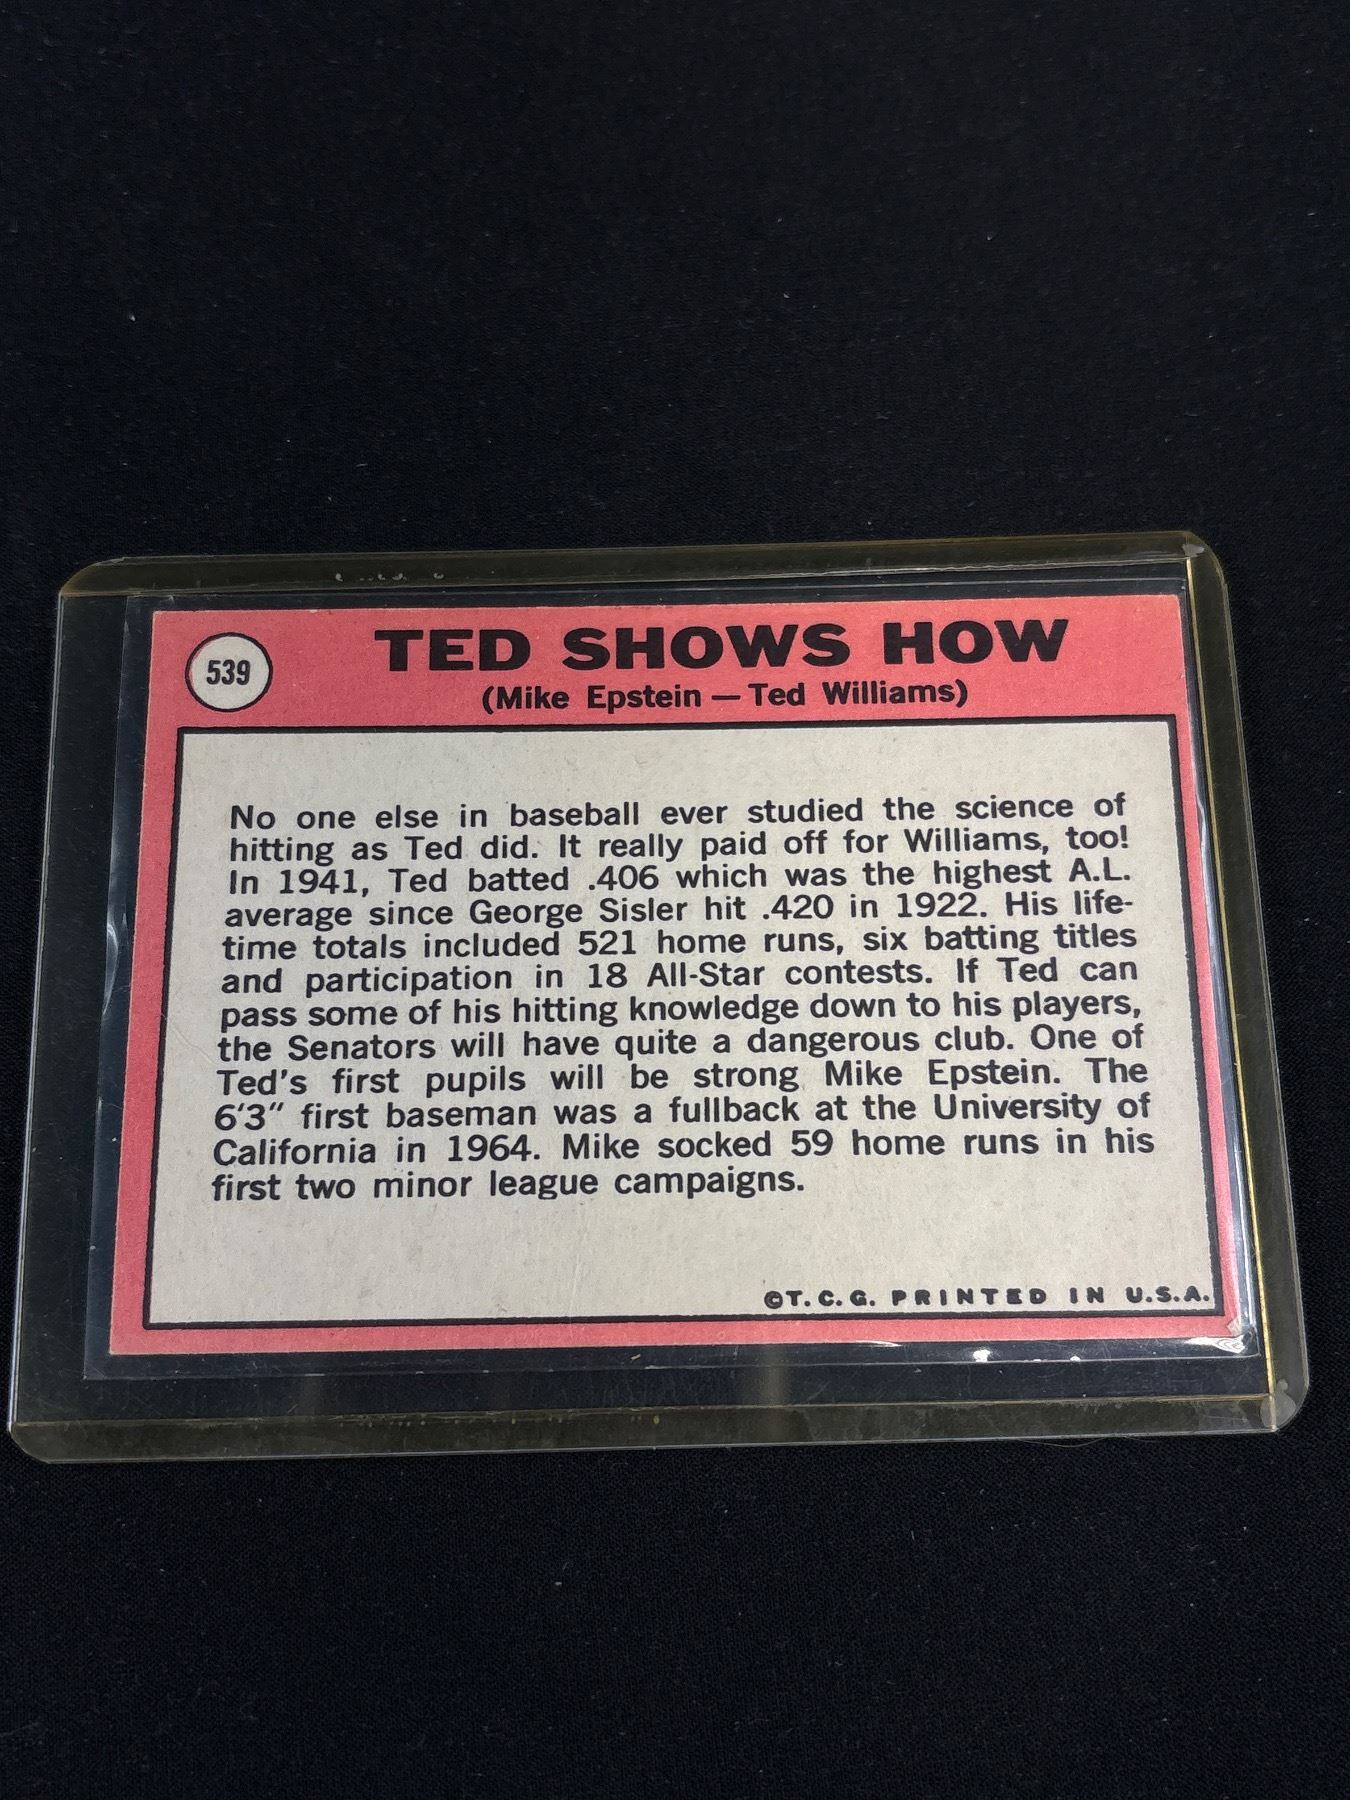 539
TED SHOWS HOW
(Mike Epstein — Ted Williams)
No one else in baseball ever studied the science of
hitting as Ted did. It really paid off for Williams, too!
In 1941, Ted batted .406 which was the highest A.L.
average since George Sisler hit .420 in 1922. His life-
time totals included 521 home runs, six batting titles
and participation in 18 All-Star contests. If Ted can
pass some of his hitting knowledge down to his players,
the Senators will have quite a dangerous club. One of
Ted's first pupils will be strong Mike Epstein. The
6'3" first baseman was a fullback at the University of
California in 1964. Mike socked 59 home runs in his
first two minor league campaigns.
©T.C.G. PRINTED IN U.S.A.